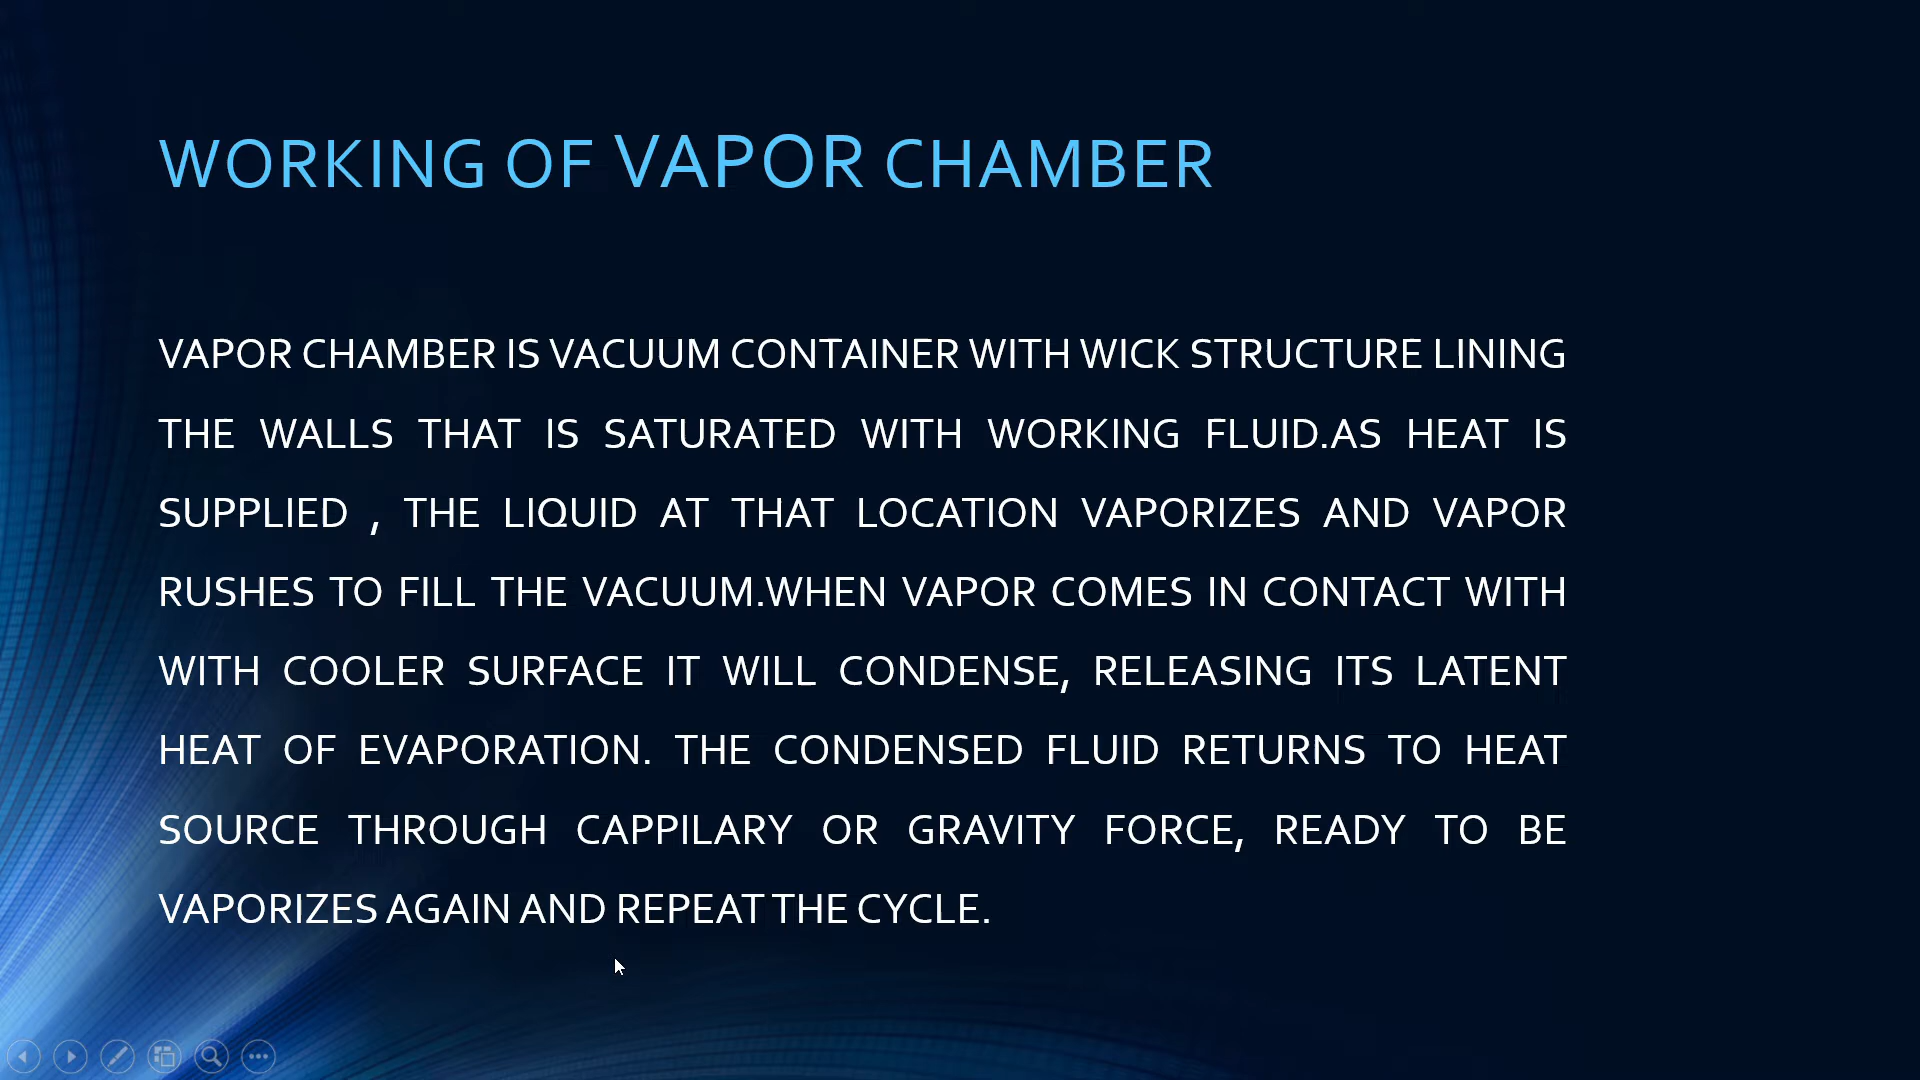 WORKING OF VAPOR CHAMBER
VAPOR CHAMBER IS VACUUM CONTAINER WITH WICK STRUCTURE LINING
THE WALLS THAT IS SATURATED WITH WORKING FLUID.AS HEAT IS
SUPPLIED , THE LIQUID AT THAT LOCATION VAPORIZES AND VAPOR
RUSHES TO FILL THE VACUUM.WHEN VAPOR COMES IN CONTACT WITH
WITH COOLER SURFACE IT WILL CONDENSE, RELEASING ITS LATENT
HEAT OF EVAPORATION. THE CONDENSED FLUID RETURNS TO HEAT
SOURCE THROUGH CAPPILARY OR GRAVITY FORCE, READY TO BE
VAPORIZES AGAIN AND REPEAT THE CYCLE.